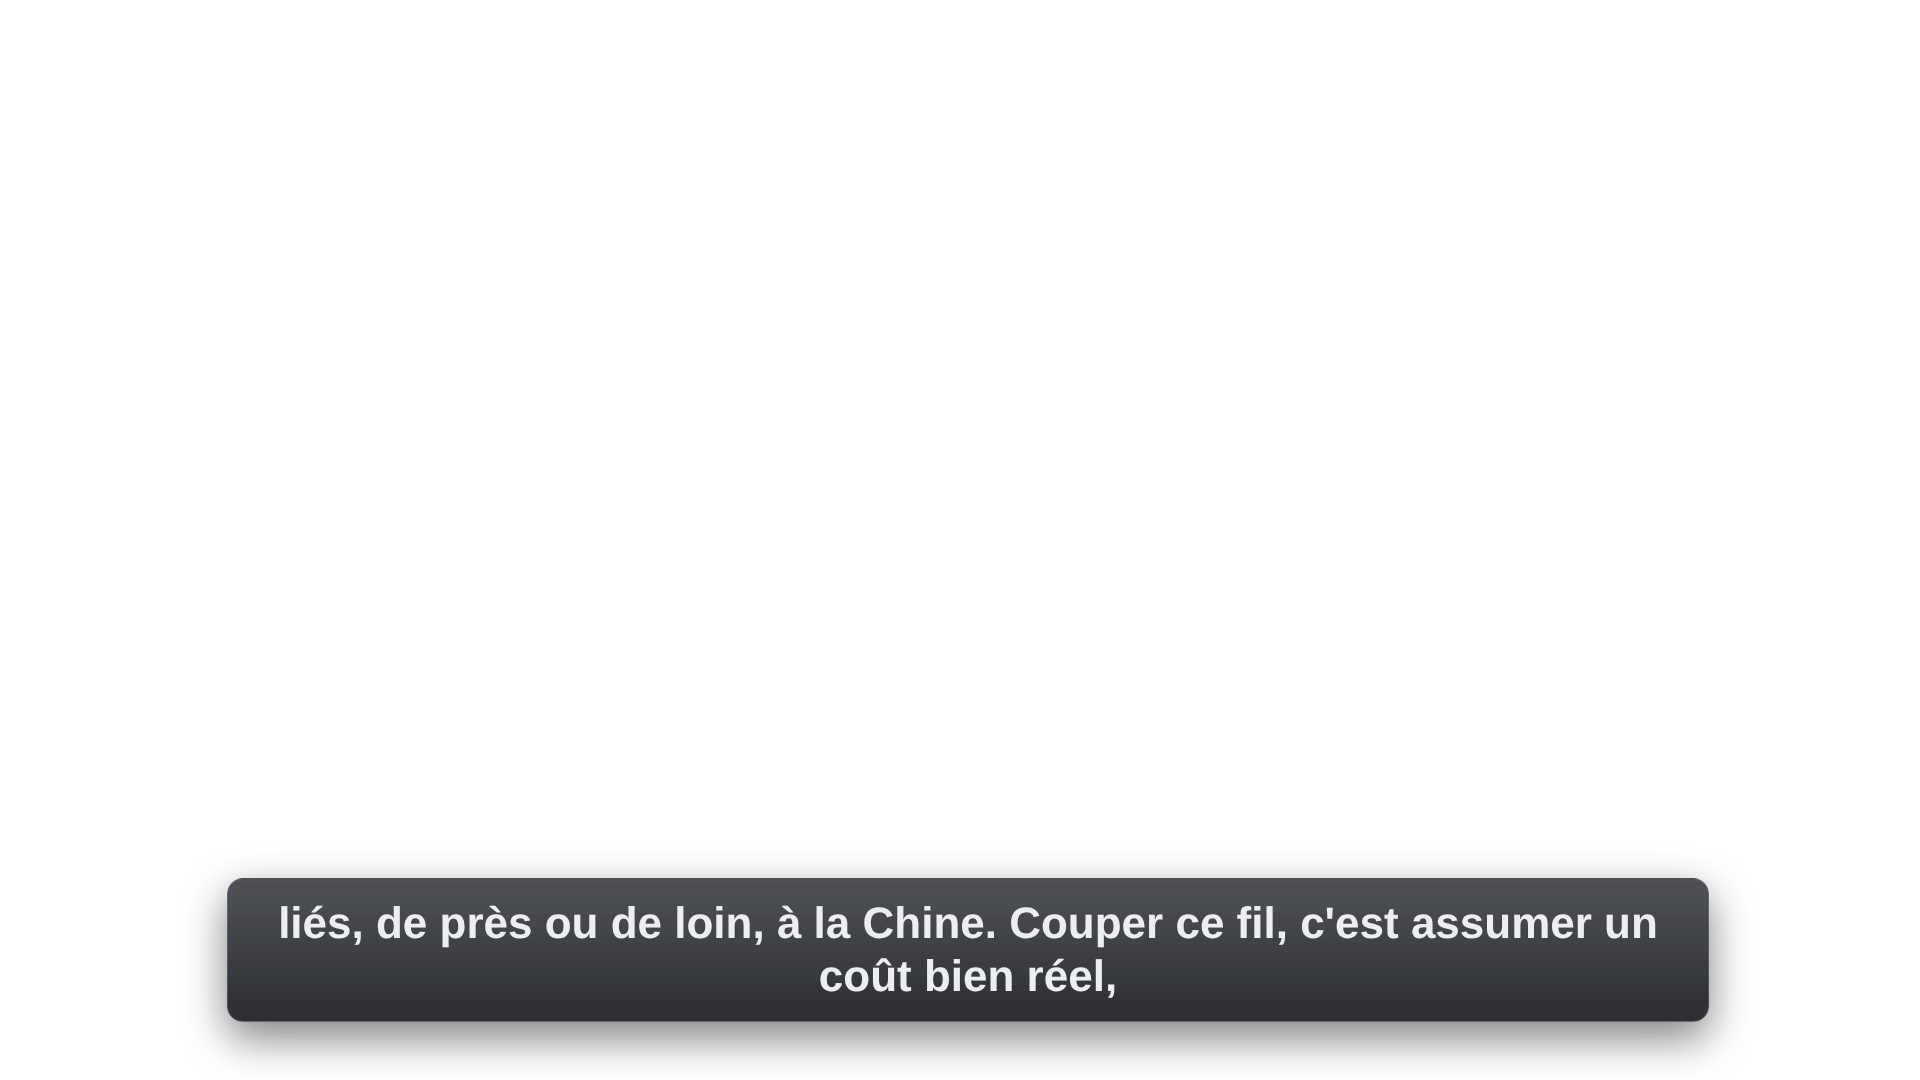 liés, de près ou de loin, à la Chine. Couper ce fil, c'est assumer un
coût bien réel,